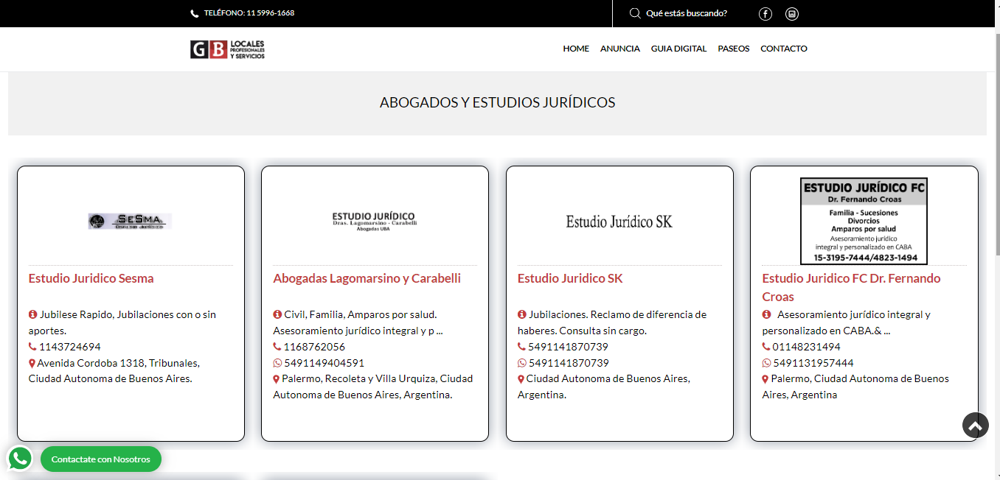 TELÉFONO: 11 5996-1668
Qué estás buscando?
GB LOCALES
PROFESIONALES
Y SERVICIOS
HOME ANUNCIA GUIA DIGITAL PASEOS CONTACTO
ABOGADOS Y ESTUDIOS JURÍDICOS
SESMA
Estudio Juridico Sesma
Jubilese Rapido, Jubilaciones con o sin
aportes.
1143724694
Avenida Cordoba 1318, Tribunales,
Ciudad Autonoma de Buenos Aires.
ESTUDIO JURÍDICO
Dras. Lagomarsino - Carabelli
Abogadas UBA
Abogadas Lagomarsino y Carabelli
Civil, Familia, Amparos por salud.
Asesoramiento jurídico integral y p ...
1168762056
5491149404591
Palermo, Recoleta y Villa Urquiza, Ciudad
Autonoma de Buenos Aires, Argentina.
Estudio Jurídico SK
Estudio Juridico SK
Jubilaciones. Reclamo de diferencia de
haberes. Consulta sin cargo.
5491141870739
5491141870739
Ciudad Autonoma de Buenos Aires,
Argentina.
ESTUDIO JURÍDICO FC
Dr. Fernando Croas
Familia - Sucesiones
Divorcios
Amparos por salud
Asesoramiento jurídico
integral y personalizado en CABA
15-3195-7444/4823-1494
Estudio Juridico FC Dr. Fernando
Croas
Asesoramiento jurídico integral y
personalizado en CABA.& ...
01148231494
5491131957444
Palermo, Ciudad Autonoma de Buenos
Aires, Argentina
Contactate con Nosotros